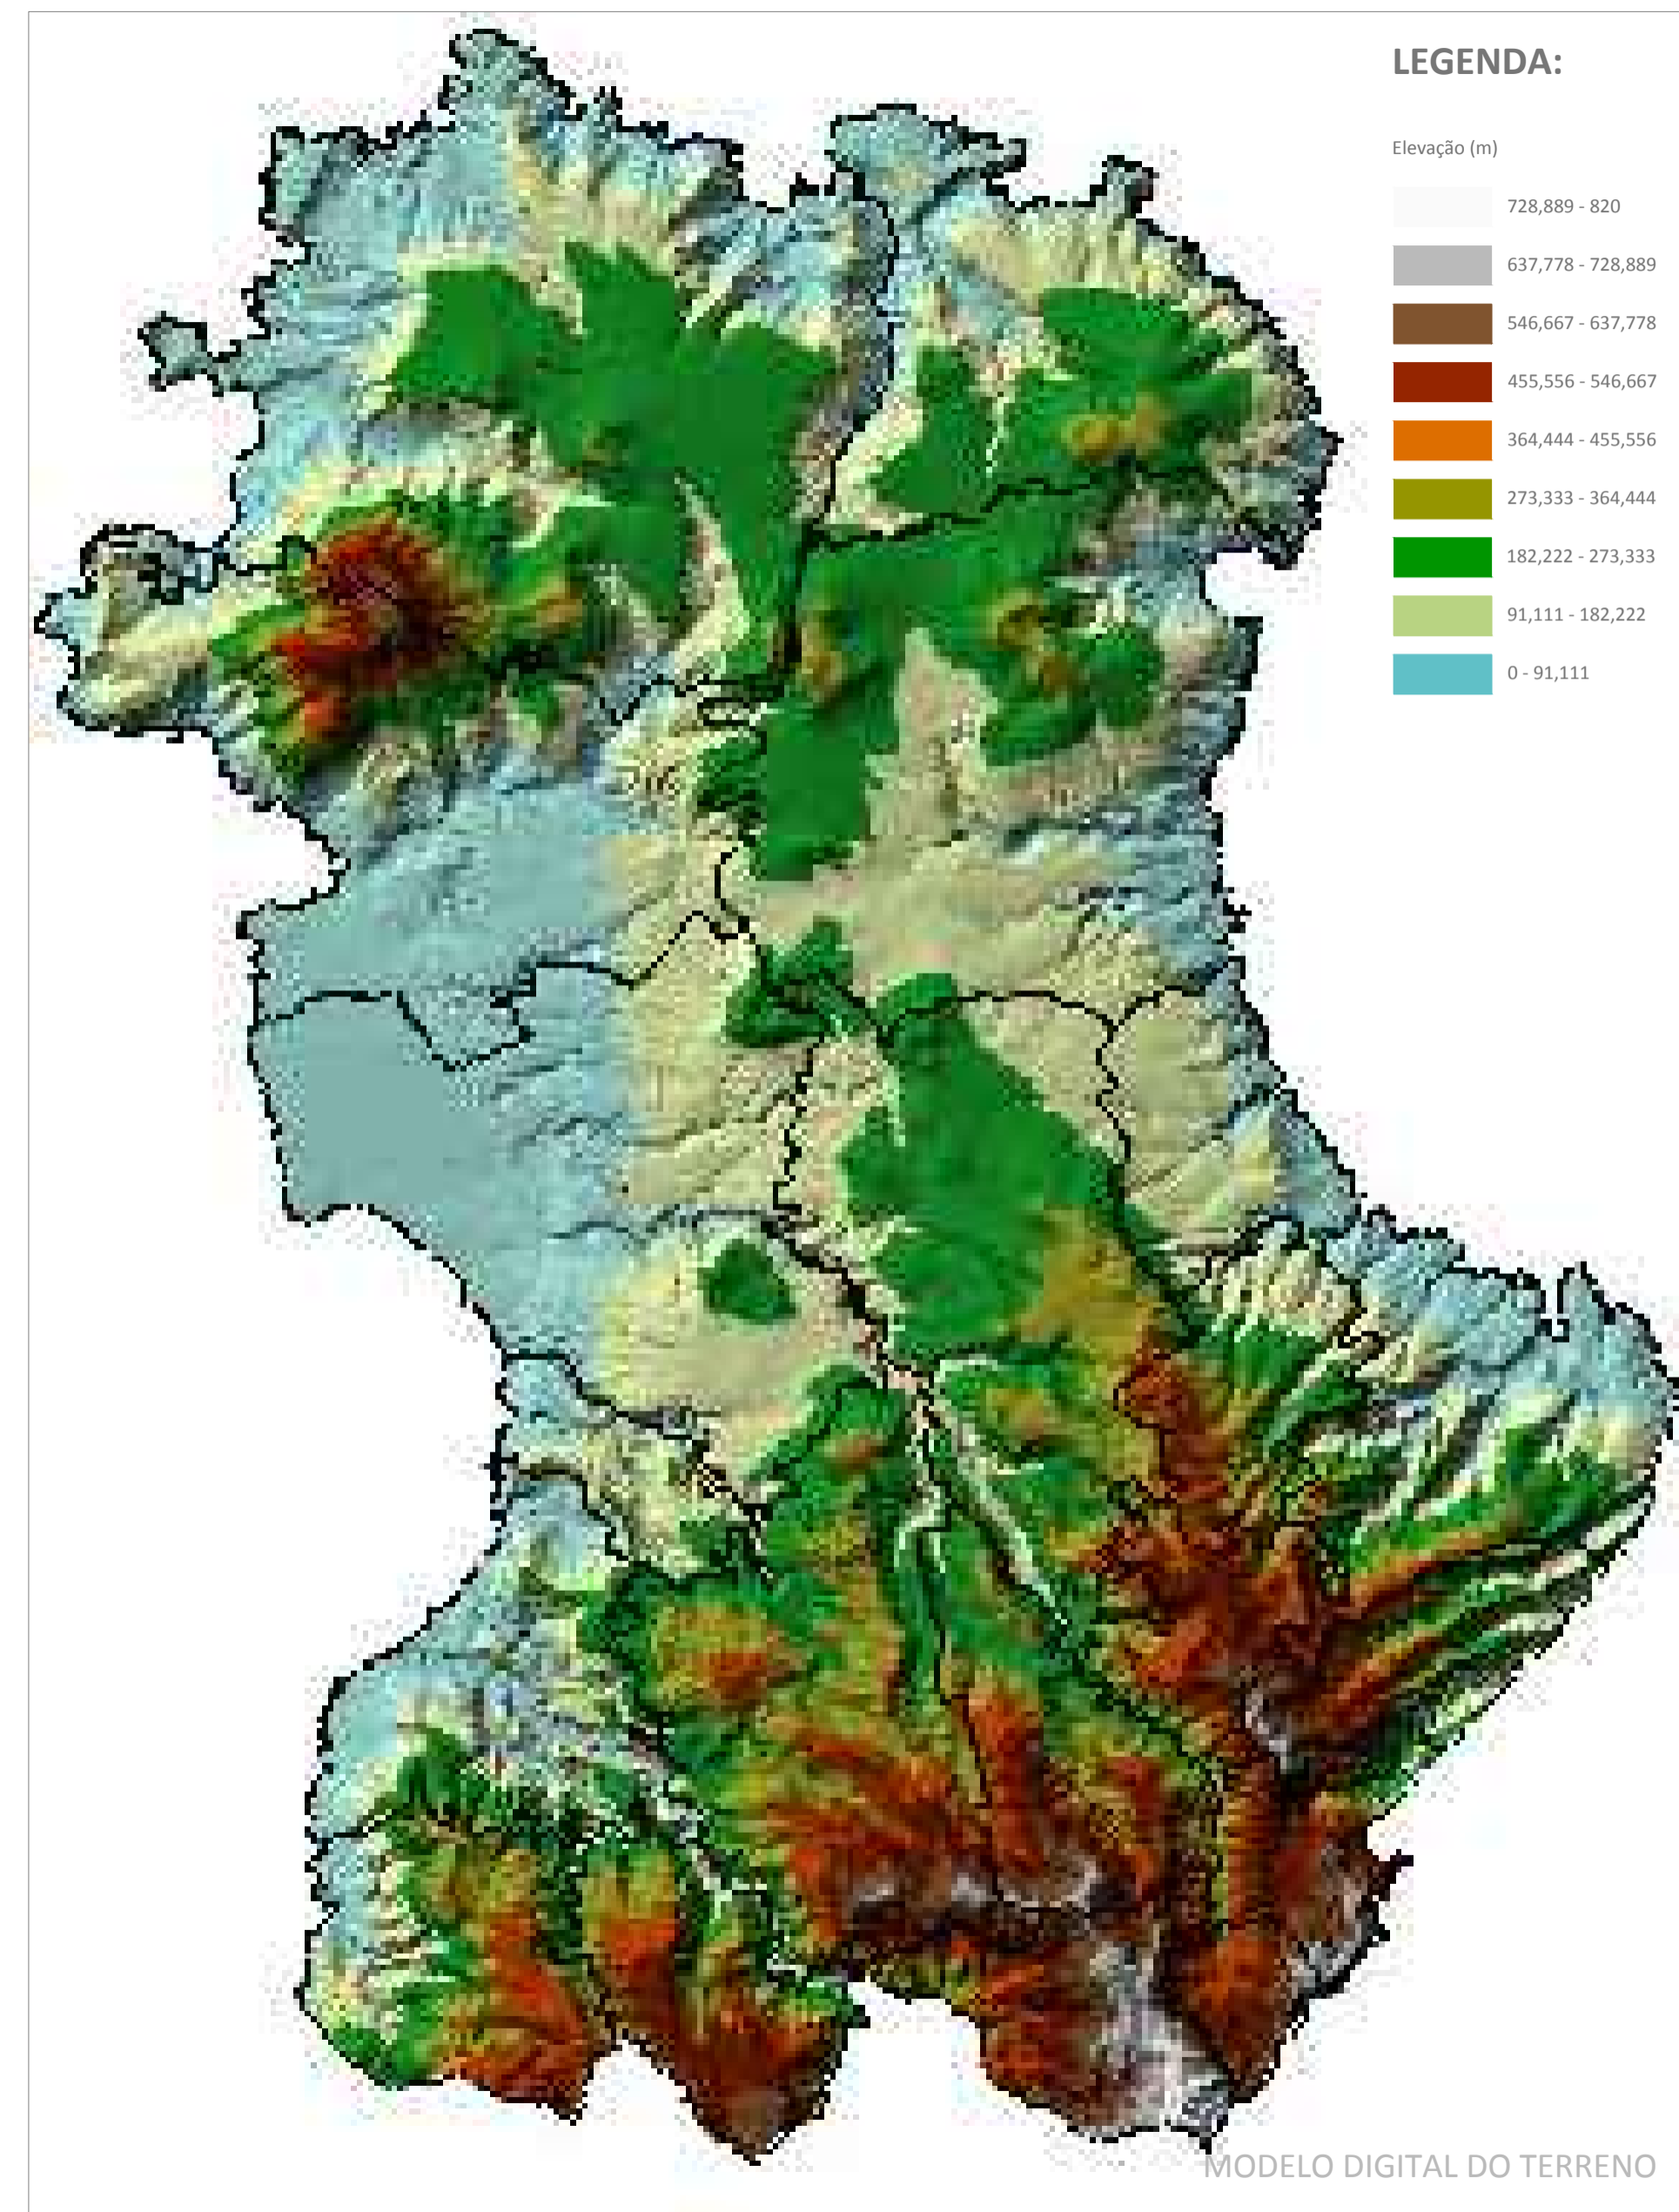 LEGENDA:
Elevação (m)
728,889 - 820
637,778 - 728,889
546,667 - 637,778
455,556 - 546,667
364,444 - 455,556
273,333 - 364,444
182,222 - 273,333
91,111 - 182,222
0 - 91,111
MODELO DIGITAL DO TERRENO